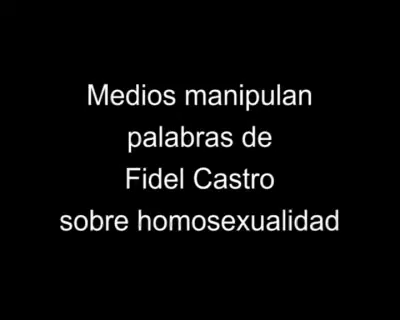 Medios manipulan
palabras de
Fidel Castro
sobre homosexualidad